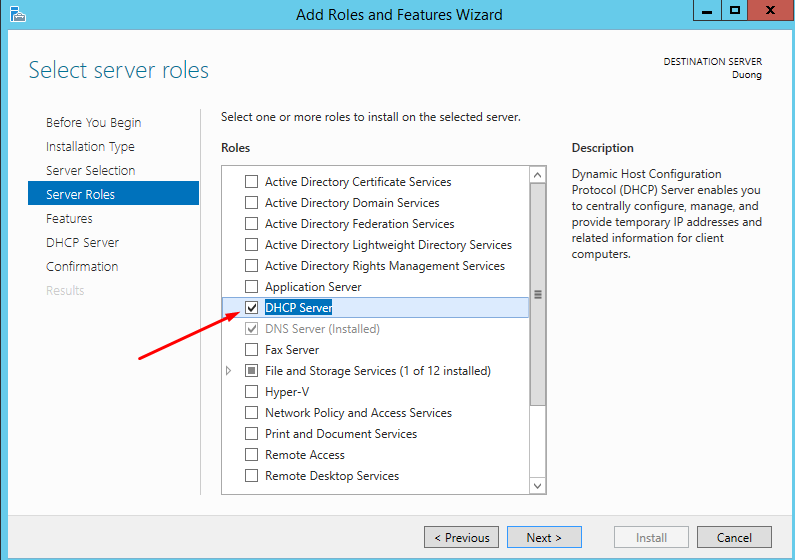 Add Roles and Features Wizard
Select server roles
DESTINATION SERVER
Duong
Before You Begin
Installation Type
Server Selection
Server Roles
Features
DHCP Server
Confirmation
Results
Select one or more roles to install on the selected server.
Roles
Active Directory Certificate Services
Active Directory Domain Services
Active Directory Federation Services
Active Directory Lightweight Directory Services
Active Directory Rights Management Services
Application Server
DHCP Server
DNS Server (Installed)
Fax Server
File and Storage Services (1 of 12 installed)
Hyper-V
Network Policy and Access Services
Print and Document Services
Remote Access
Remote Desktop Services
Description
Dynamic Host Configuration
Protocol (DHCP) Server enables you
to centrally configure, manage, and
provide temporary IP addresses and
related information for client
computers.
< Previous
Next >
Install
Cancel